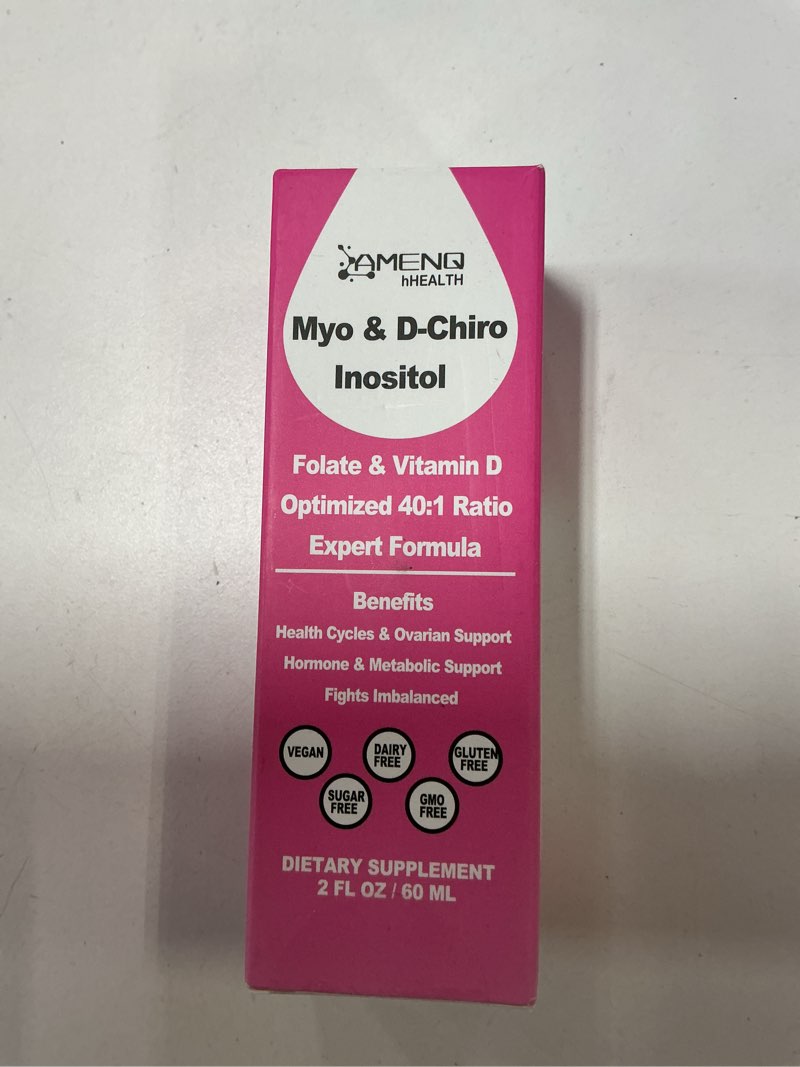 AMENQ
hHEALTH
Myo & D-Chiro
Inositol
Folate & Vitamin D
Optimized 40:1 Ratio
Expert Formula
Benefits
Health Cycles & Ovarian Support
Hormone & Metabolic Support
Fights Imbalanced
VEGAN
DAIRY
FREE
GLUTEN
FREE
SUGAR
FREE
GMO
FREE
DIETARY SUPPLEMENT
2 FL OZ / 60 ML